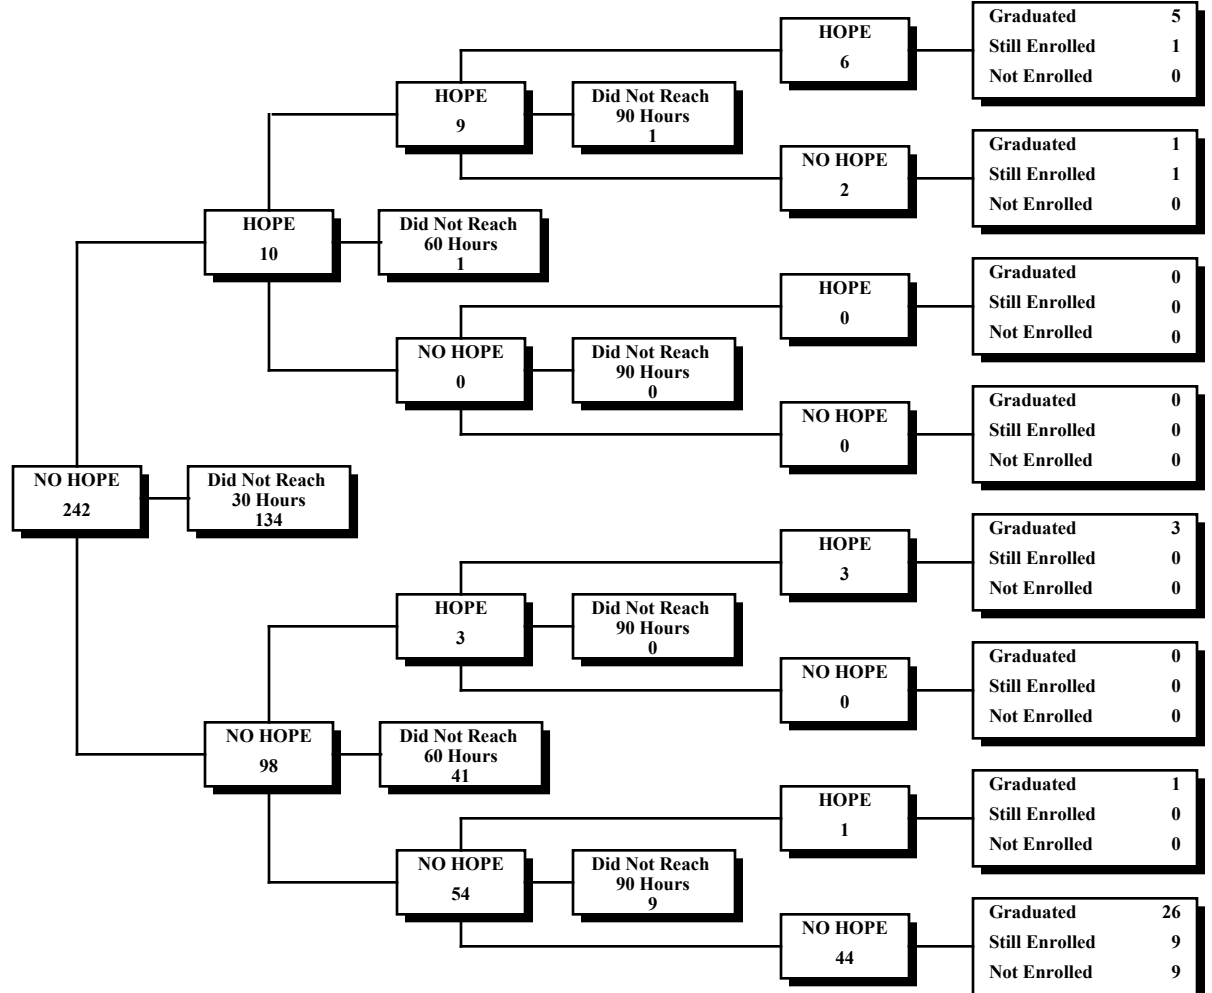 HOPE
6
Graduated 5
Still Enrolled 1
Not Enrolled 0
HOPE
9
Did Not Reach
90 Hours
1
NO HOPE
2
Graduated 1
Still Enrolled 1
Not Enrolled 0
HOPE
10
Did Not Reach
60 Hours
1
HOPE
0
Graduated 0
Still Enrolled 0
Not Enrolled 0
NO HOPE
0
Did Not Reach
90 Hours
0
NO HOPE
0
Graduated 0
Still Enrolled 0
Not Enrolled 0
NO HOPE
242
Did Not Reach
30 Hours
134
HOPE
3
Graduated 3
Still Enrolled 0
Not Enrolled 0
HOPE
3
Did Not Reach
90 Hours
0
NO HOPE
0
Graduated 0
Still Enrolled 0
Not Enrolled 0
NO HOPE
98
Did Not Reach
60 Hours
41
HOPE
1
Graduated 1
Still Enrolled 0
Not Enrolled 0
NO HOPE
54
Did Not Reach
90 Hours
9
NO HOPE
44
Graduated 26
Still Enrolled 9
Not Enrolled 9